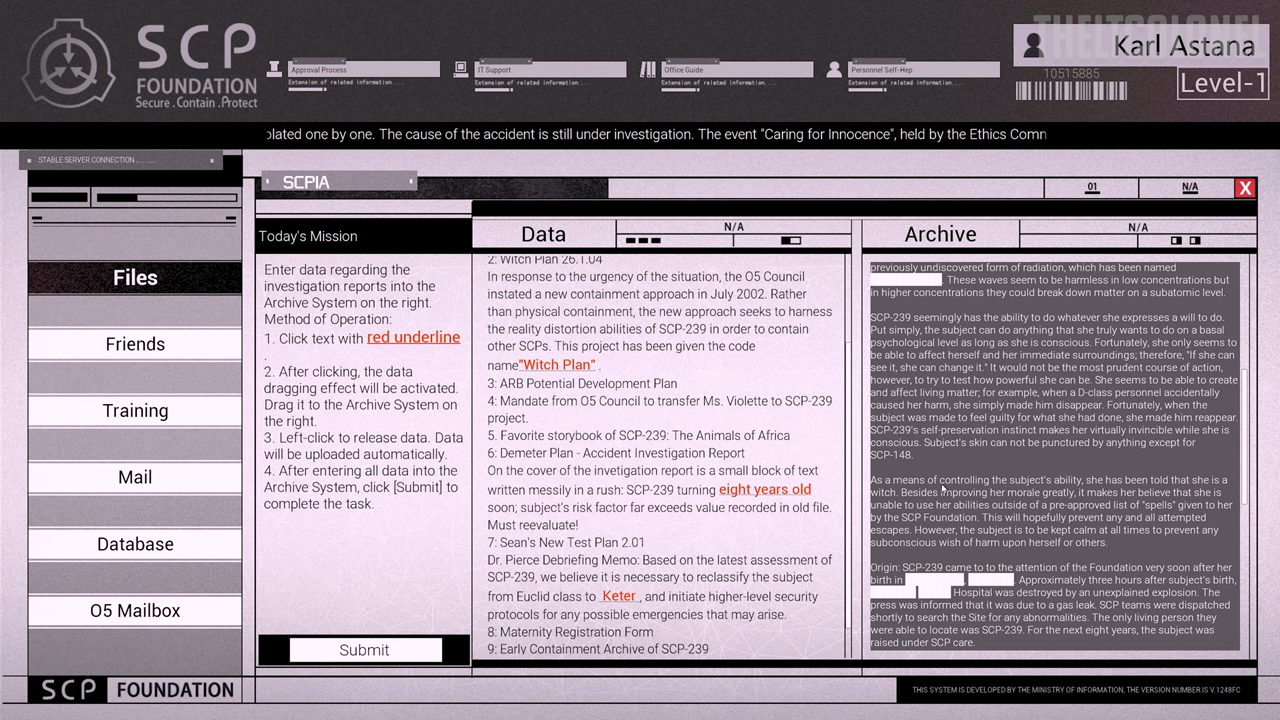 SCP
FOUNDATION
Secure .Contain .Protect
Approval Process
Extension of related information....
IT Support
Extension of related information....
Office Guide
Extension of related information....
Personnel Self-Hep
Extension of related information....
THELTCOLONEL
Karl Astana
10515885
Level-1
olated one by one. The cause of the accident is still under investigation. The event "Caring for Innocence", held by the Ethics Comm
STABLE SERVER CONNECTION......
SCPIA
01
N/A
X
Files
Friends
Training
Mail
Database
O5 Mailbox
Today's Mission
Enter data regarding the
investigation reports into the
Archive System on the right.
Method of Operation:
1. Click text with red underline
2. After clicking, the data
dragging effect will be activated.
Drag it to the Archive System on
the right.
3. Left-click to release data. Data
will be uploaded automatically.
4. After entering all data into the
Archive System, click [Submit] to
complete the task.
Submit
Data
N/A
2: Witch Plan 26.1.04
In response to the urgency of the situation, the O5 Council
instated a new containment approach in July 2002. Rather
than physical containment, the new approach seeks to harness
the reality distortion abilities of SCP-239 in order to contain
other SCPs. This project has been given the code
name"Witch Plan" .
3: ARB Potential Development Plan
4: Mandate from O5 Council to transfer Ms. Violette to SCP-239
project.
5. Favorite storybook of SCP-239: The Animals of Africa
6: Demeter Plan - Accident Investigation Report
On the cover of the invetigation report is a small block of text
written messily in a rush: SCP-239 turning eight years old
soon; subject's risk factor far exceeds value recorded in old file.
Must reevaluate!
7: Stan's New Test Plan 2.01
Dr. Pierce Debriefing Memo: Based on the latest assessment of
SCP-239, we believe it is necessary to reclassify the subject
from Euclid class to Keter , and initiate higher-level security
protocols for any possible emergencies that may arise.
8: Maternity Registration Form
9: Early Containment Archive of SCP-239
Archive
N/A
previously undiscovered form of radiation, which has been named
. These waves seem to be harmless in low concentrations but
in higher concentrations they could break down matter on a subatomic level.
SCP-239 seemingly has the ability to do whatever she expresses a will to do.
Put simply, the subject can do anything that she truly wants to do on a basal
psychological level as long as she is conscious. Fortunately, she only seems to
be able to affect herself and her immediate surroundings; therefore, "If she can
see it, she can change it." It would not be the most prudent course of action,
however, to try to test how powerful she can be. She seems to be able to create
and affect living matter; for example, when a D-class personnel accidentally
caused her harm, she simply made him disappear. Fortunately, when the
subject was made to feel guilty for what she had done, she made him reappear.
SCP-239's self-preservation instinct makes her virtually invincible while she is
conscious. Subject's skin can not be punctured by anything except for
SCP-148.
As a means of controlling the subject's ability, she has been told that she is a
witch. Besides improving her morale greatly, it makes her believe that she is
unable to use her abilities outside of a pre-approved list of "spells" given to her
by the SCP Foundation. This will hopefully prevent any and all attempted
escapes. However, the subject is to be kept calm at all times to prevent any
subconscious wish of harm upon herself or others.
Origin: SCP-239 came to to the attention of the Foundation very soon after her
birth in , . Approximately three hours after subject's birth,
Hospital was destroyed by an unexplained explosion. The
press was informed that it was due to a gas leak. SCP teams were dispatched
shortly to search the Site for any abnormalities. The only living person they
were able to locate was SCP-239. For the next eight years, the subject was
raised under SCP care.
SCP FOUNDATION
THIS SYSTEM IS DEVELOPED BY THE MINISTRY OF INFORMATION, THE VERSION NUMBER IS V.1248FC